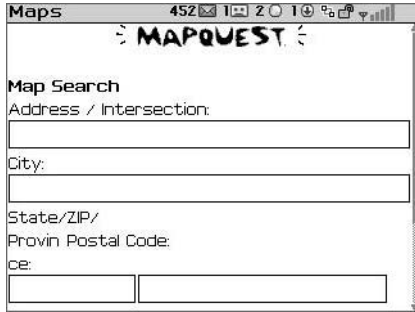 Maps 452 1 2 1
MAPQUEST
Map Search
Address / Intersection:
City:
State/ZIP/
Provin Postal Code:
ce: